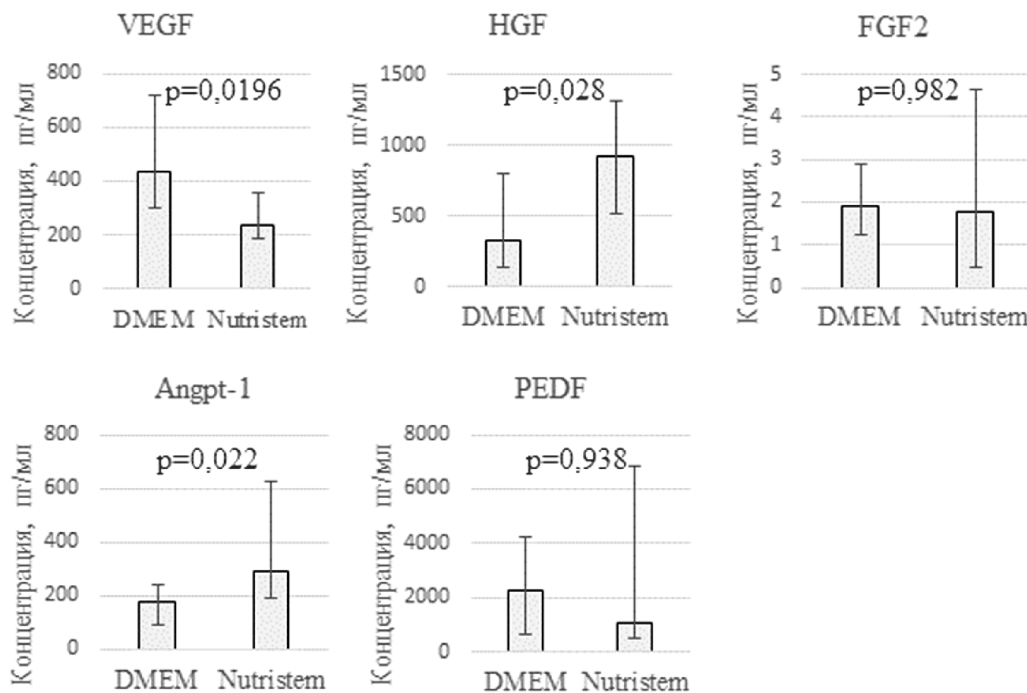 VEGF
Концентрация, пг/мл
800
600
400
200
0
p=0,0196
DMEM Nutristem
HGF
Концентрация, пг/мл
1500
1000
500
0
p=0,028
DMEM Nutristem
FGF2
Концентрация, пг/мл
5
4
3
2
1
0
p=0,982
DMEM Nutristem
Angpt-1
Концентрация, пг/мл
800
600
400
200
0
p=0,022
DMEM Nutristem
PEDF
Концентрация, пг/мл
8000
6000
4000
2000
0
p=0,938
DMEM Nutristem